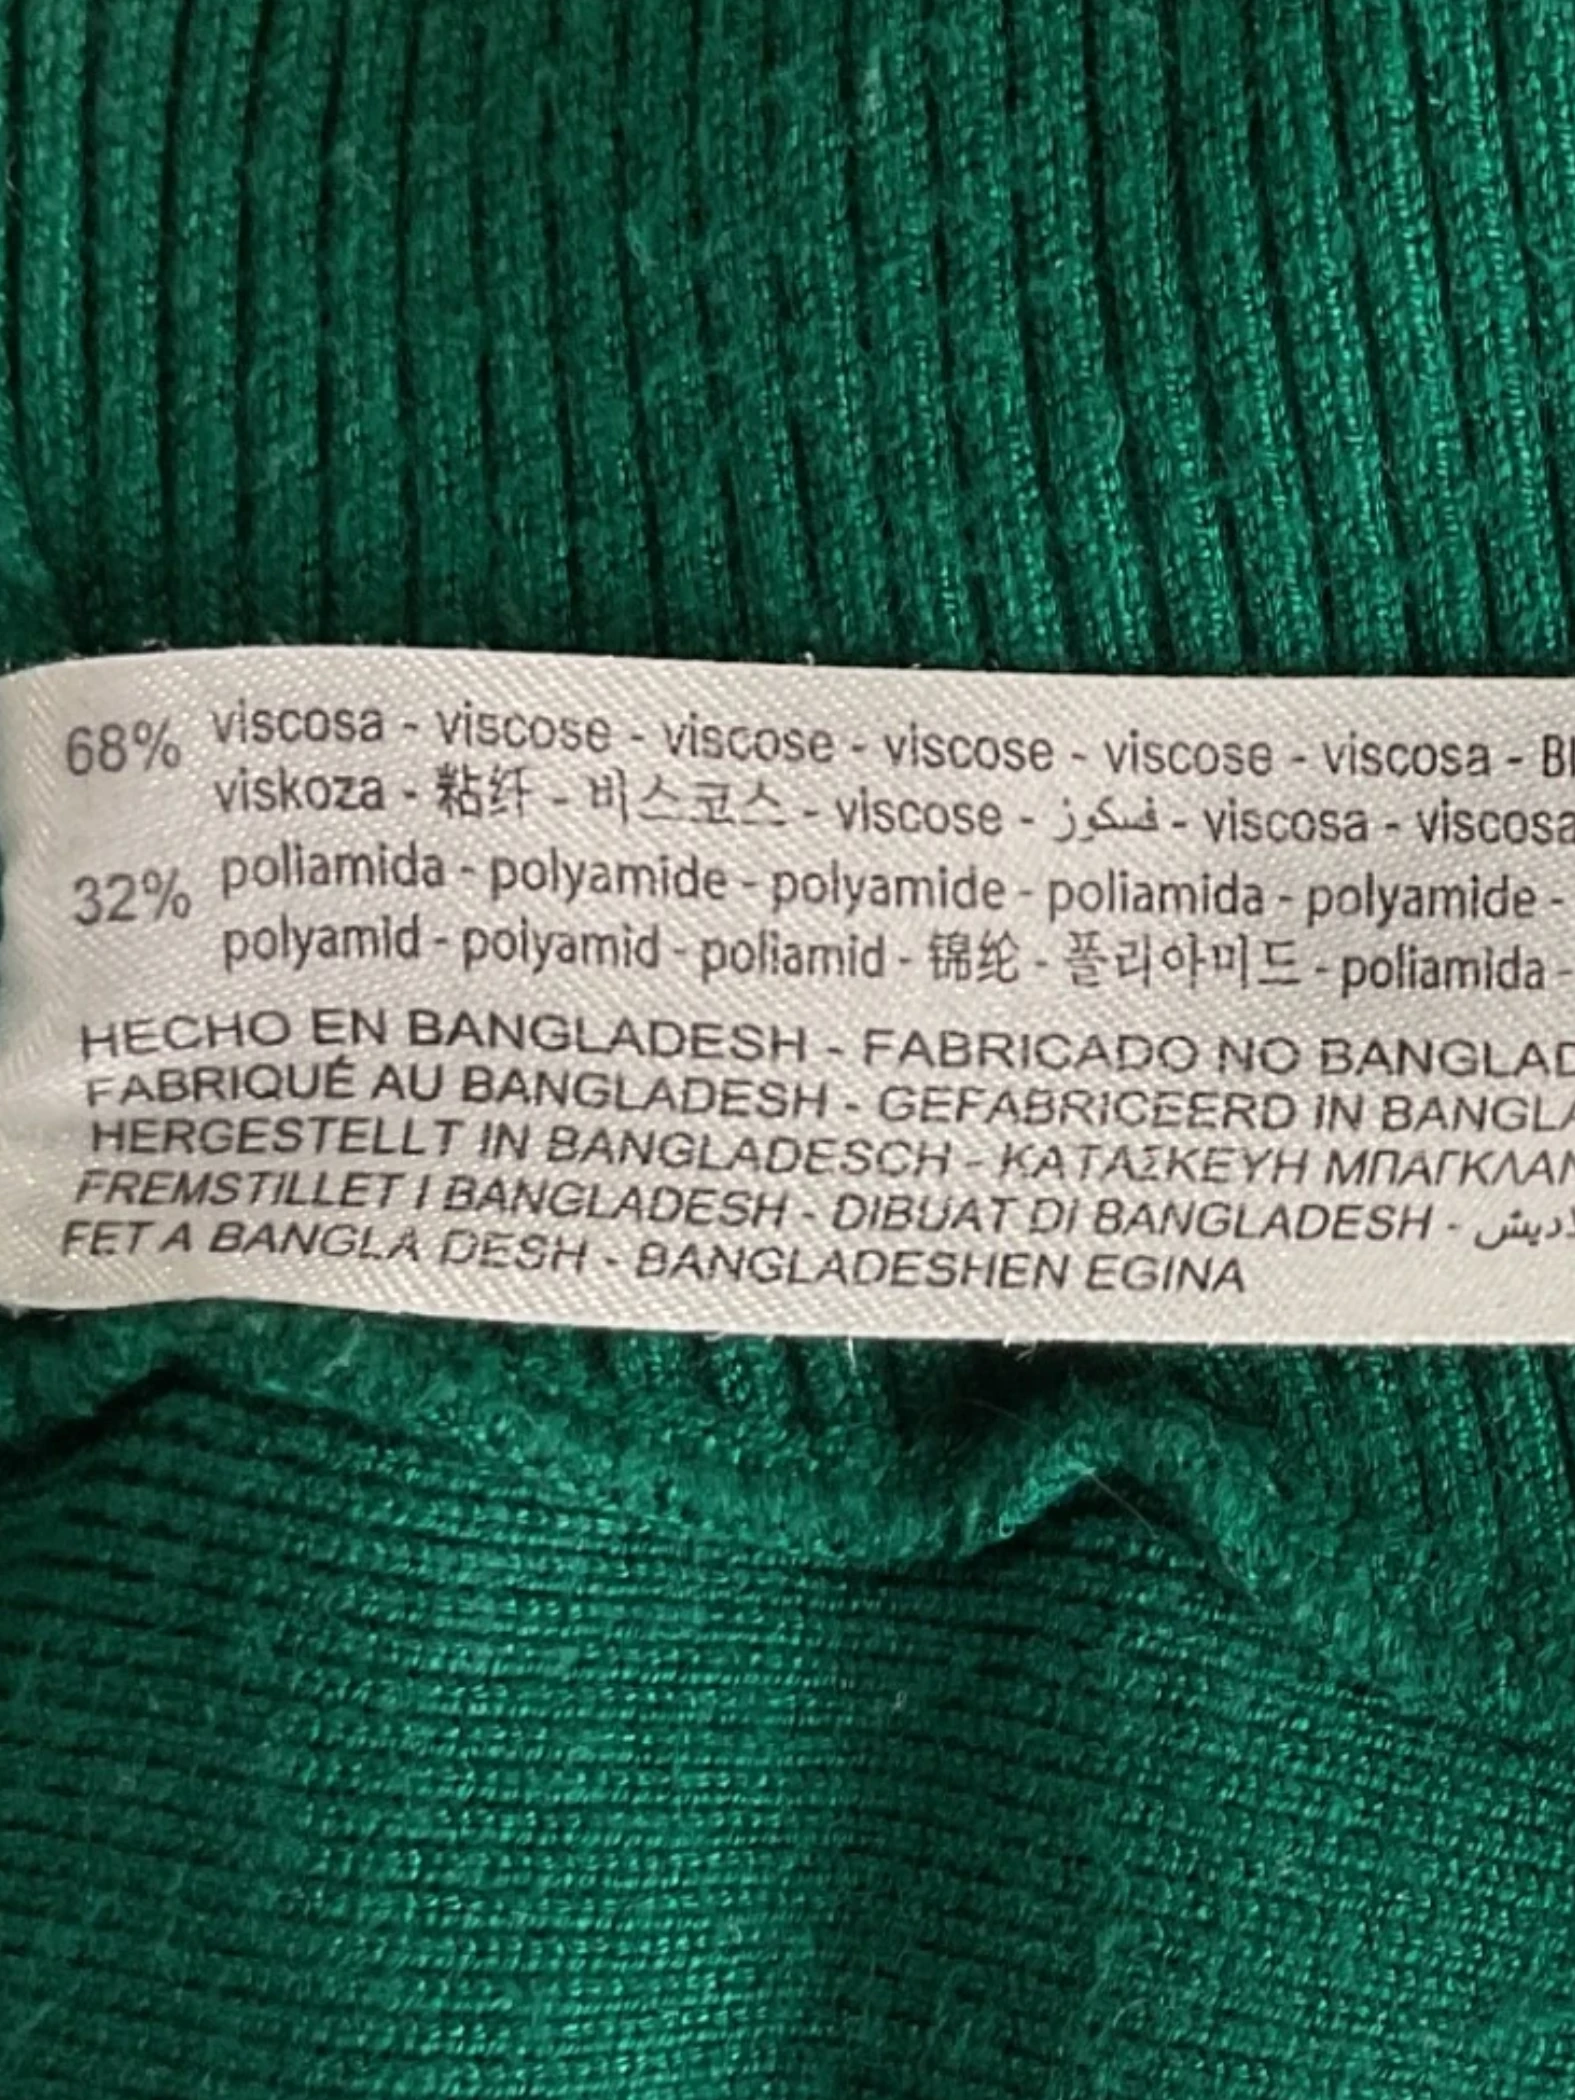 68% viscosa - viscose - viscose - viscose - viscose - viscosa -
viskoza - 粘纤 - 비스코스 - viscose - فسكوز - viscosa - viscosa
32% poliamida - polyamide - polyamide - poliamida - polyamide -
polyamid - polyamid - poliamid - 锦纶 - 폴리아미드 - poliamida -
HECHO EN BANGLADESH - FABRICADO NO BANGLAD
FABRIQUÉ AU BANGLADESH - GEFABRICEERD IN BANGLA
HERGESTELLT IN BANGLADESCH - ΚΑΤΑΣΚΕΥΗ ΜΠΑΓΚΛΑΝ
FREMSTILLET I BANGLADESH - DIBUAT DI BANGLADESH -
FET A BANGLA DESH - BANGLADESHEN EGINA